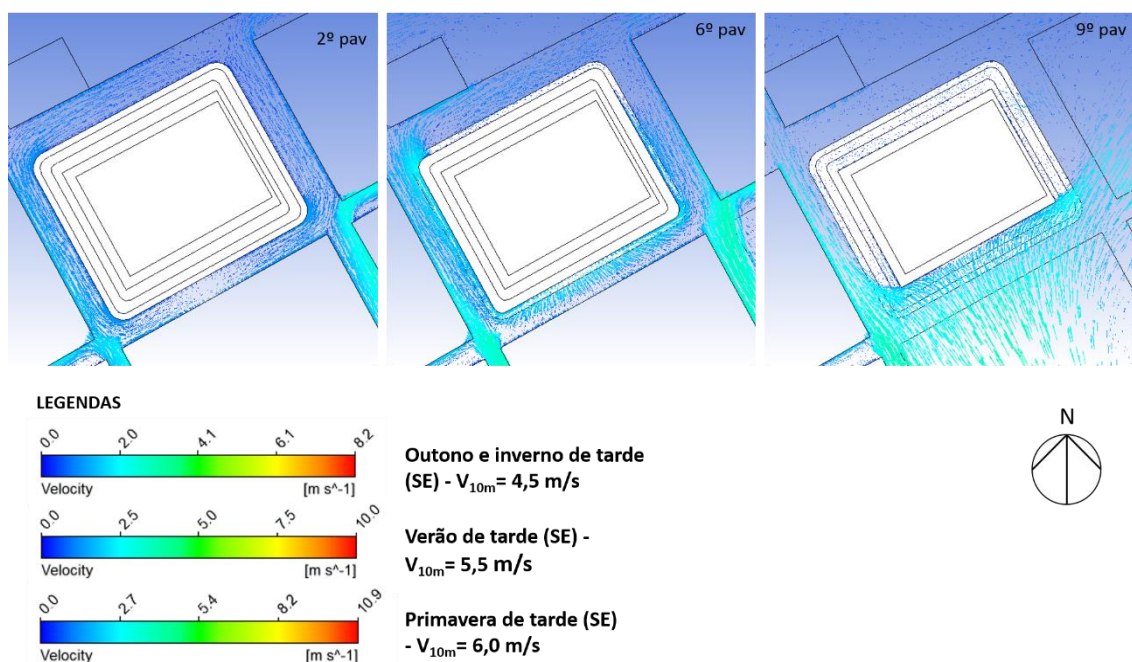 2º pav
6º pav
9º pav
LEGENDAS
N
0.0 2.0 4.1 6.1 8.2
Velocity [m s^-1]
Outono e inverno de tarde
(SE) - V10m= 4,5 m/s
0.0 2.5 5.0 7.5 10.0
Velocity [m s^-1]
Verão de tarde (SE) -
V10m= 5,5 m/s
0.0 2.7 5.4 8.2 10.9
Velocity [m s^-1]
Primavera de tarde (SE)
- V10m= 6,0 m/s